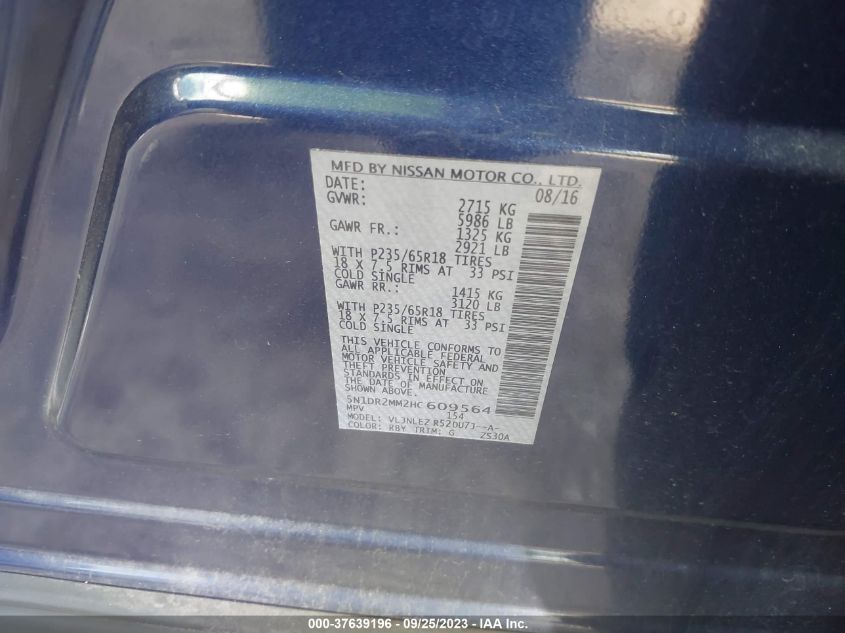 MFD BY NISSAN MOTOR CO., LTD.
DATE: 08/16
GVWR: 2715 KG
5986 LB
GAWR FR.: 1325 KG
2921 LB
WITH P235/65R18 TIRES
18 X 7.5 RIMS AT 33 PSI
COLD SINGLE
GAWR RR.: 1415 KG
3120 LB
WITH P235/65R18 TIRES
18 X 7.5 RIMS AT 33 PSI
COLD SINGLE
THIS VEHICLE CONFORMS TO
ALL APPLICABLE FEDERAL
MOTOR VEHICLE SAFETY AND
THEFT PREVENTION
STANDARDS IN EFFECT ON
THE DATE OF MANUFACTURE
SHOWN ABOVE.
5N1DR2MM2HC609564
MPV 154
MODEL: VLJNLEZ R520U7J--A-
COLOR: RBY TRIM: G 2530A
000-37639196 - 09/25/2023 - IAA Inc.